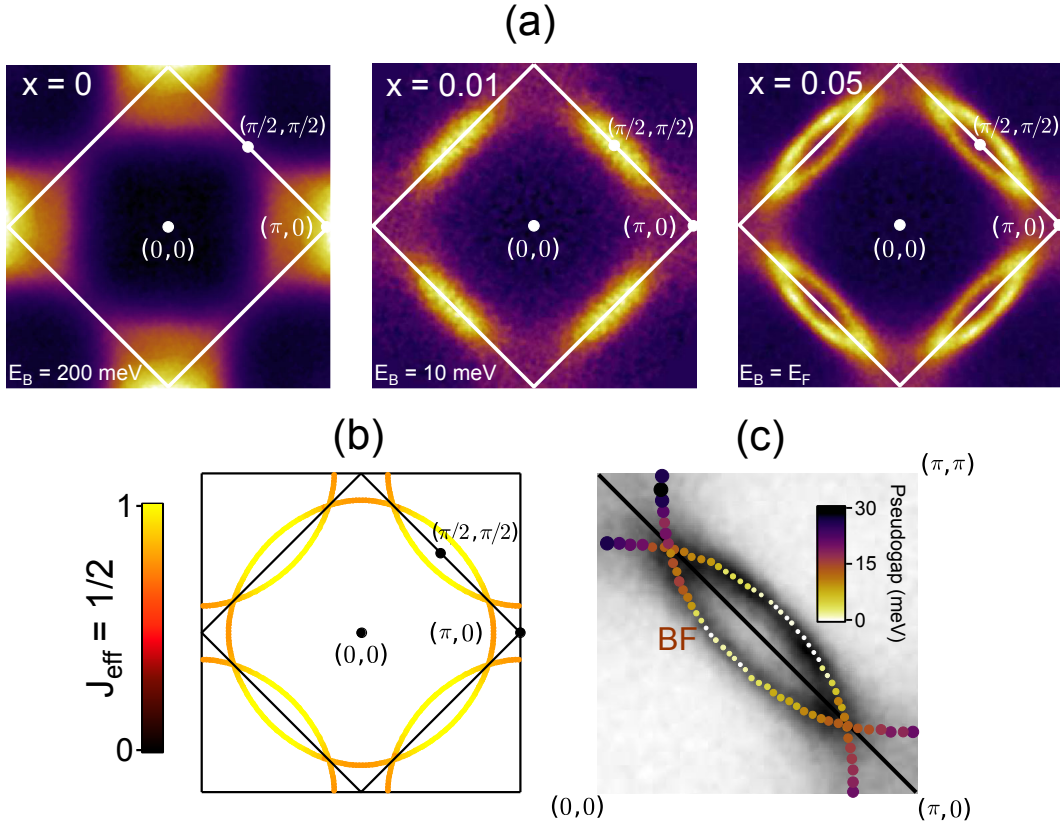 (a)
x = 0
(π/2,π/2)
(π,0)
(0,0)
E_B = 200 meV
x = 0.01
(π/2,π/2)
(π,0)
(0,0)
E_B = 10 meV
x = 0.05
(π/2,π/2)
(π,0)
(0,0)
E_B = E_F
(b)
1
J_eff = 1/2
0
(π/2,π/2)
(π,0)
(0,0)
(c)
(π,π)
30
15
0
Pseudogap (meV)
BF
(0,0)
(π,0)